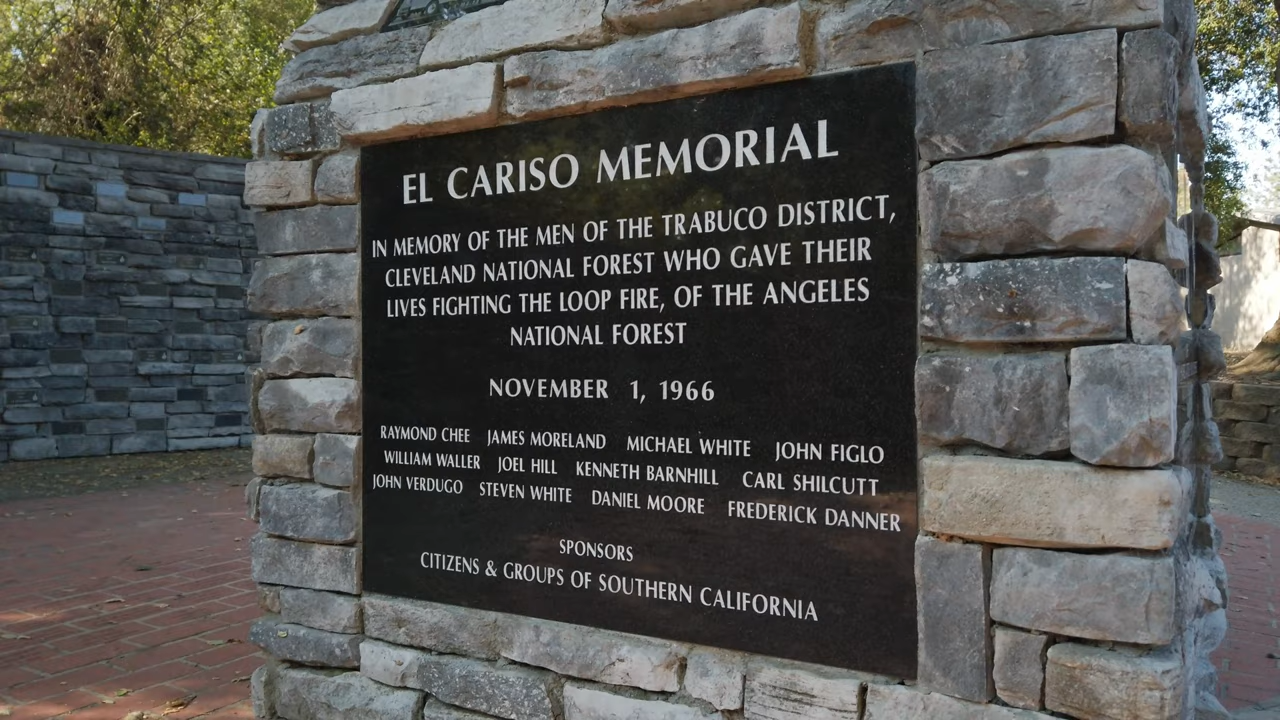 EL CARISO MEMORIAL
IN MEMORY OF THE MEN OF THE TRABUCO DISTRICT,
CLEVELAND NATIONAL FOREST WHO GAVE THEIR
LIVES FIGHTING THE LOOP FIRE, OF THE ANGELES
NATIONAL FOREST
NOVEMBER 1, 1966
RAYMOND CHEE JAMES MORELAND MICHAEL WHITE JOHN FIGLO
WILLIAM WALLER JOEL HILL KENNETH BARNHILL CARL SHILCUTT
JOHN VERDUGO STEVEN WHITE DANIEL MOORE FREDERICK DANNER
SPONSORS
CITIZENS & GROUPS OF SOUTHERN CALIFORNIA